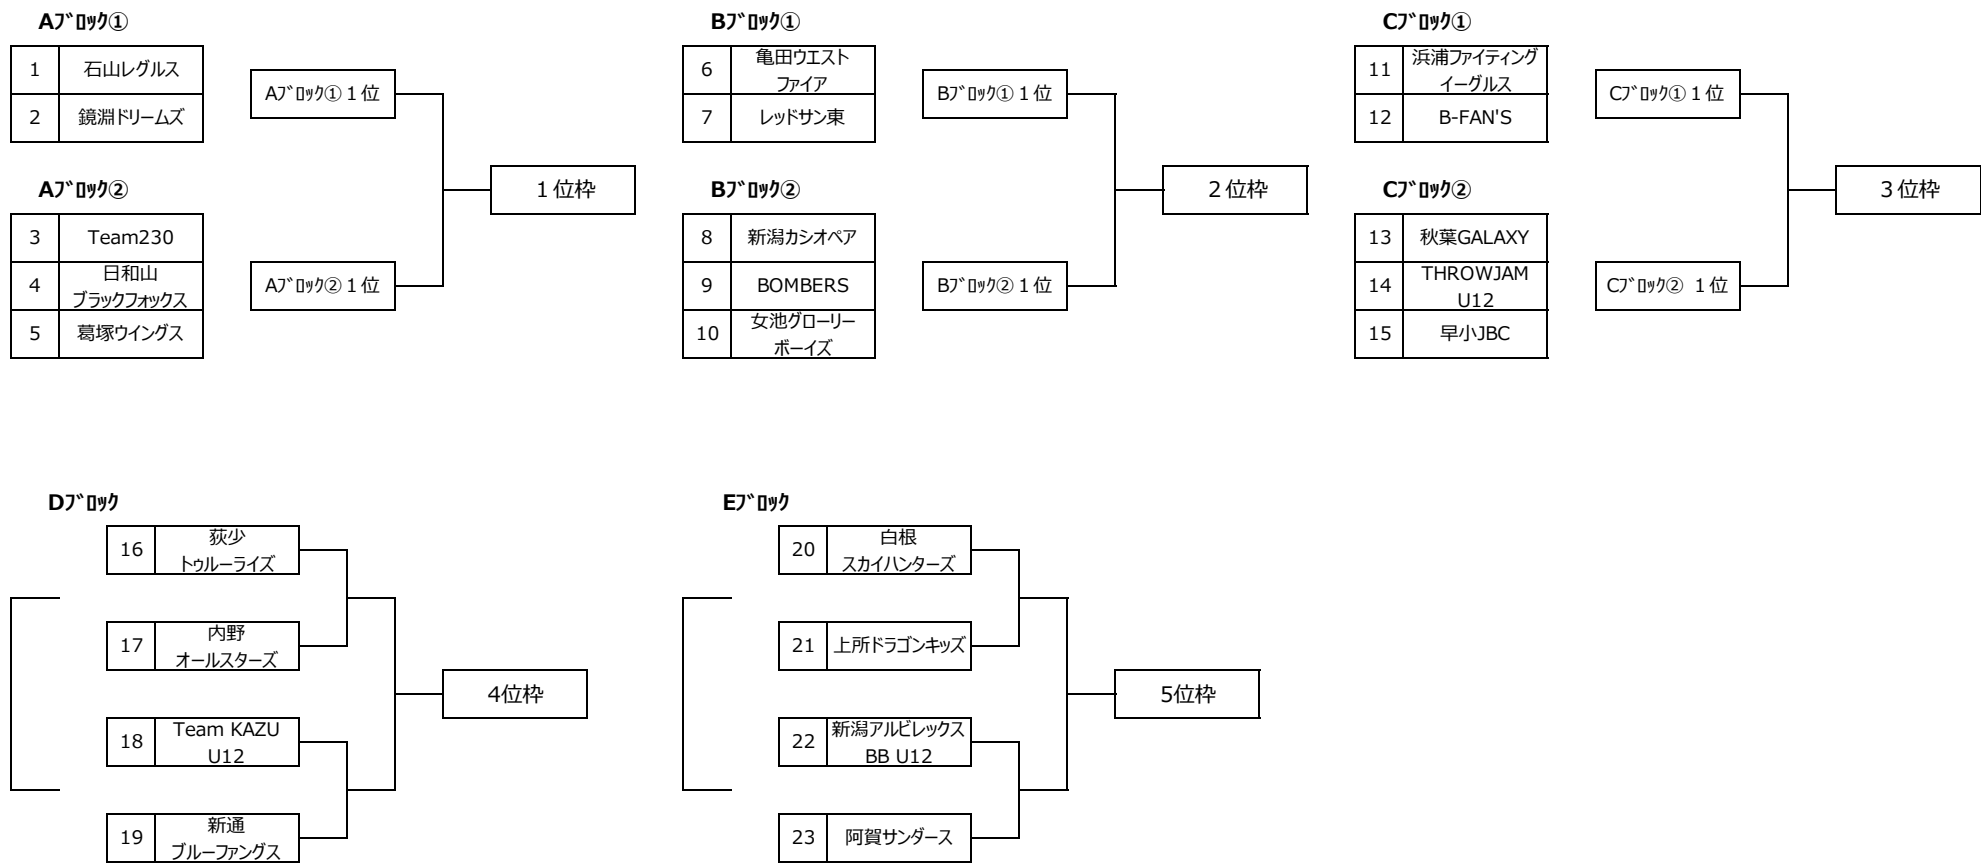 Aﾌﾞﾛｯｸ①
1 石山レグルス
2 鏡淵ドリームズ
Aﾌﾞﾛｯｸ①１位
Aﾌﾞﾛｯｸ②
3 Team230
4 日和山
ブラックフォックス
5 葛塚ウイングス
Aﾌﾞﾛｯｸ②１位
１位枠
Bﾌﾞﾛｯｸ①
6 亀田ウエスト
ファイア
7 レッドサン東
Bﾌﾞﾛｯｸ①１位
Bﾌﾞﾛｯｸ②
8 新潟カシオペア
9 BOMBERS
10 女池グローリー
ボーイズ
Bﾌﾞﾛｯｸ②１位
２位枠
Cﾌﾞﾛｯｸ①
11 浜浦ファイティング
イーグルス
12 B-FAN'S
Cﾌﾞﾛｯｸ①１位
Cﾌﾞﾛｯｸ②
13 秋葉GALAXY
14 THROWJAM
U12
15 早小JBC
Cﾌﾞﾛｯｸ② １位
３位枠
Dﾌﾞﾛｯｸ
16 荻少
トゥルーライズ
17 内野
オールスターズ
18 Team KAZU
U12
19 新通
ブルーファングス
4位枠
Eﾌﾞﾛｯｸ
20 白根
スカイハンターズ
21 上所ドラゴンキッズ
22 新潟アルビレックス
BB U12
23 阿賀サンダース
5位枠